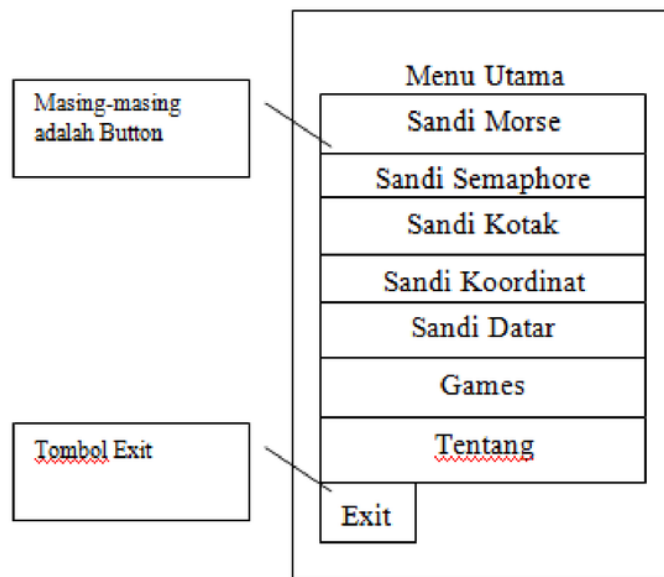 Menu Utama
Masing-masing
adalah Button
Sandi Morse
Sandi Semaphore
Sandi Kotak
Sandi Koordinat
Sandi Datar
Games
Tentang
Tombol Exit
Exit